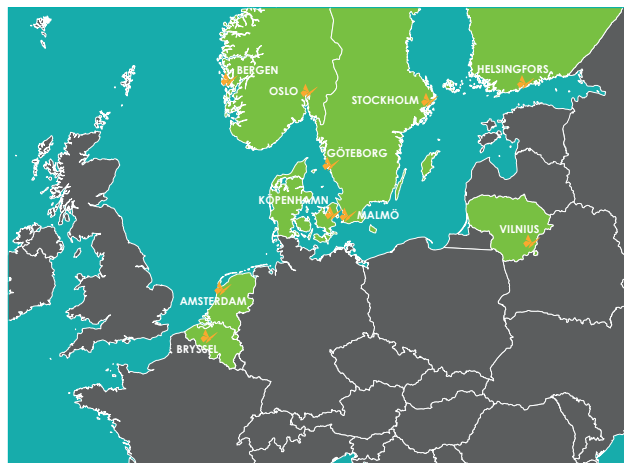 HELSINGFORS
BERGEN
OSLO
STOCKHOLM
GÖTEBORG
KÖPENHAMN
MALMÖ
VILNIUS
AMSTERDAM
BRYSSEL